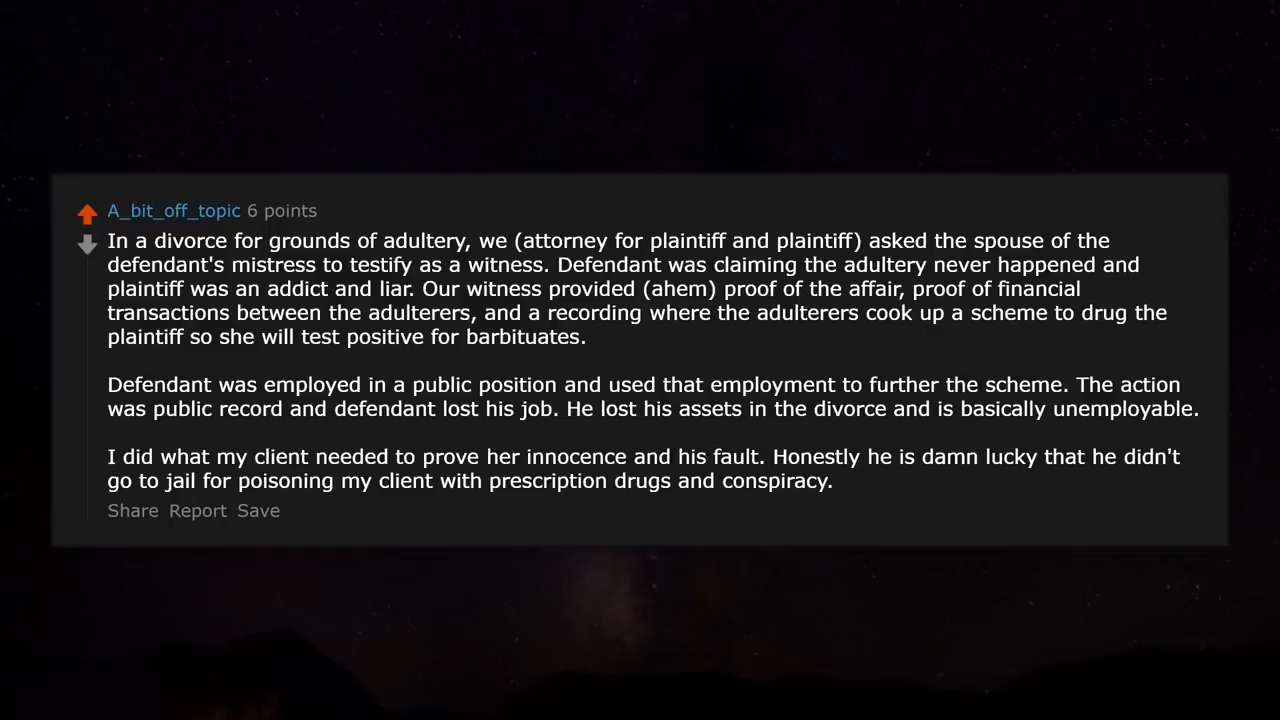 A_bit_off_topic 6 points
In a divorce for grounds of adultery, we (attorney for plaintiff and plaintiff) asked the spouse of the
defendant's mistress to testify as a witness. Defendant was claiming the adultery never happened and
plaintiff was an addict and liar. Our witness provided (ahem) proof of the affair, proof of financial
transactions between the adulterers, and a recording where the adulterers cook up a scheme to drug the
plaintiff so she will test positive for barbituates.
Defendant was employed in a public position and used that employment to further the scheme. The action
was public record and defendant lost his job. He lost his assets in the divorce and is basically unemployable.
I did what my client needed to prove her innocence and his fault. Honestly he is damn lucky that he didn't
go to jail for poisoning my client with prescription drugs and conspiracy.
Share Report Save